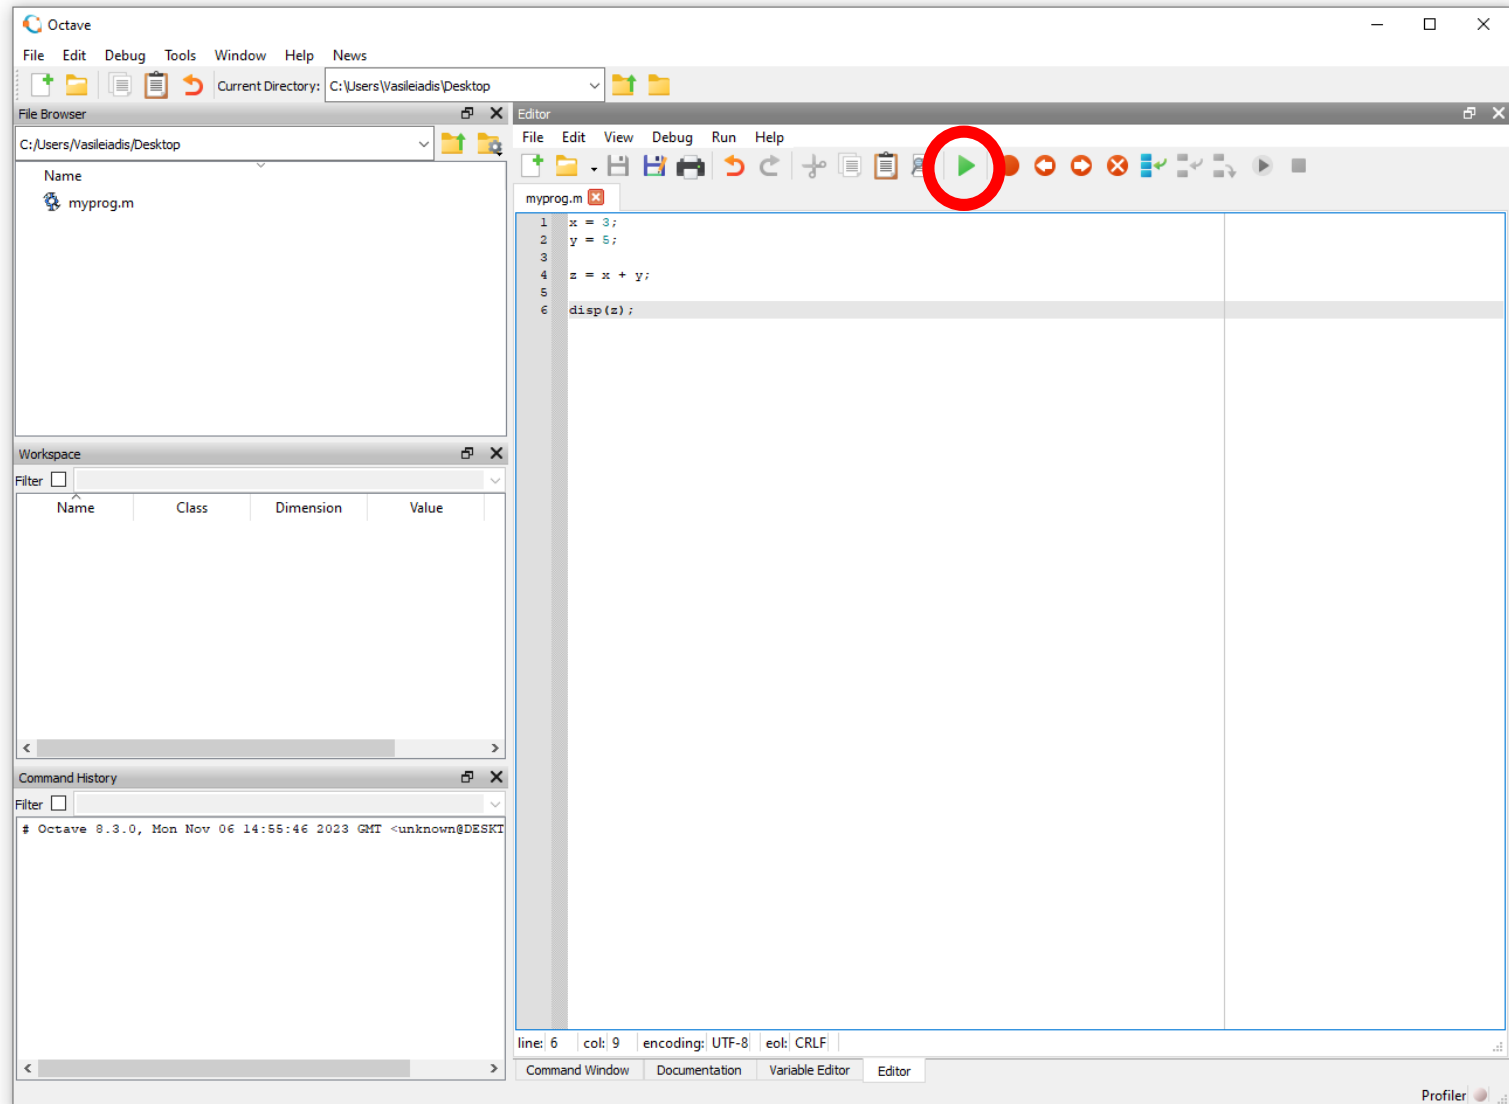 Octave
File Edit Debug Tools Window Help News
Current Directory: C:\Users\Vasileiadis\Desktop
File Browser
C:/Users/Vasileiadis/Desktop
Name
myprog.m
Workspace
Filter
Name Class Dimension Value
Command History
Filter
# Octave 8.3.0, Mon Nov 06 14:55:46 2023 GMT <unknown@DESKT
Editor
File Edit View Debug Run Help
myprog.m
1 x = 3;
2 y = 5;
3
4 z = x + y;
5
6 disp(z);
line: 6 col: 9 encoding: UTF-8 eol: CRLF
Command Window Documentation Variable Editor Editor
Profiler